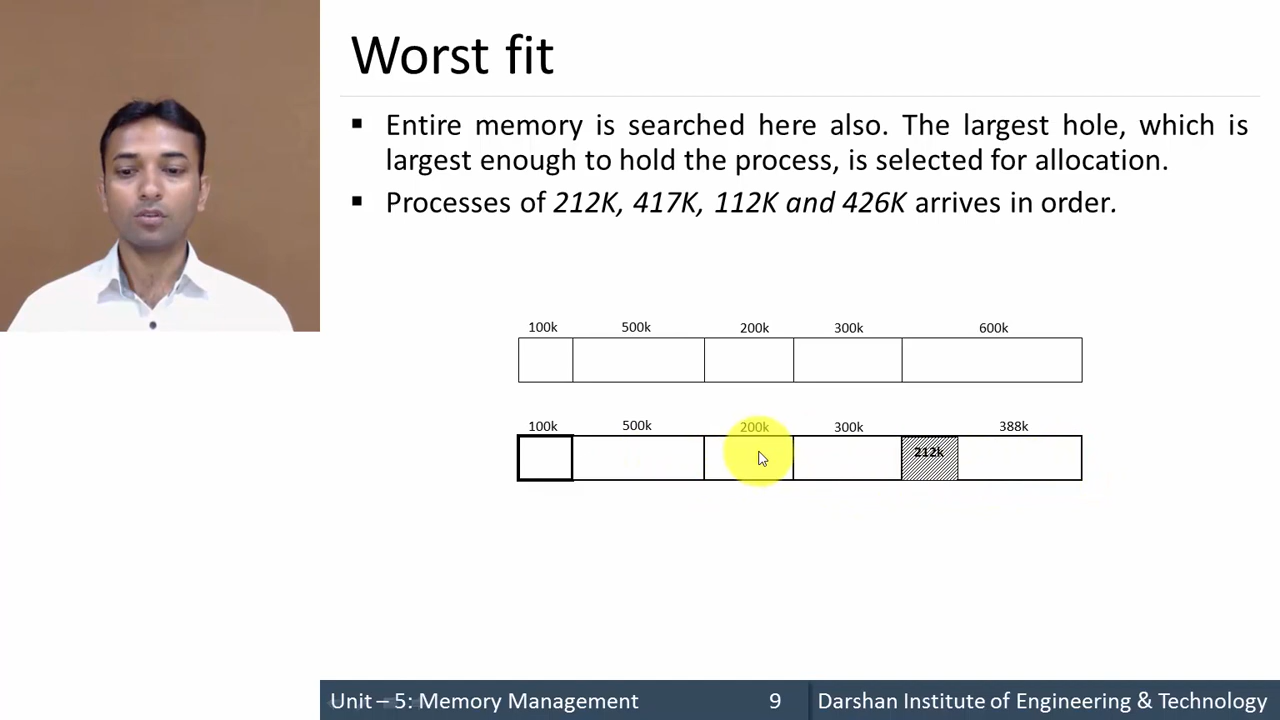 Worst fit
▪ Entire memory is searched here also. The largest hole, which is
largest enough to hold the process, is selected for allocation.
▪ Processes of 212K, 417K, 112K and 426K arrives in order.
100k 500k 200k 300k 600k
100k 500k 200k 300k 388k
212k
Unit – 5: Memory Management 9 Darshan Institute of Engineering & Technology